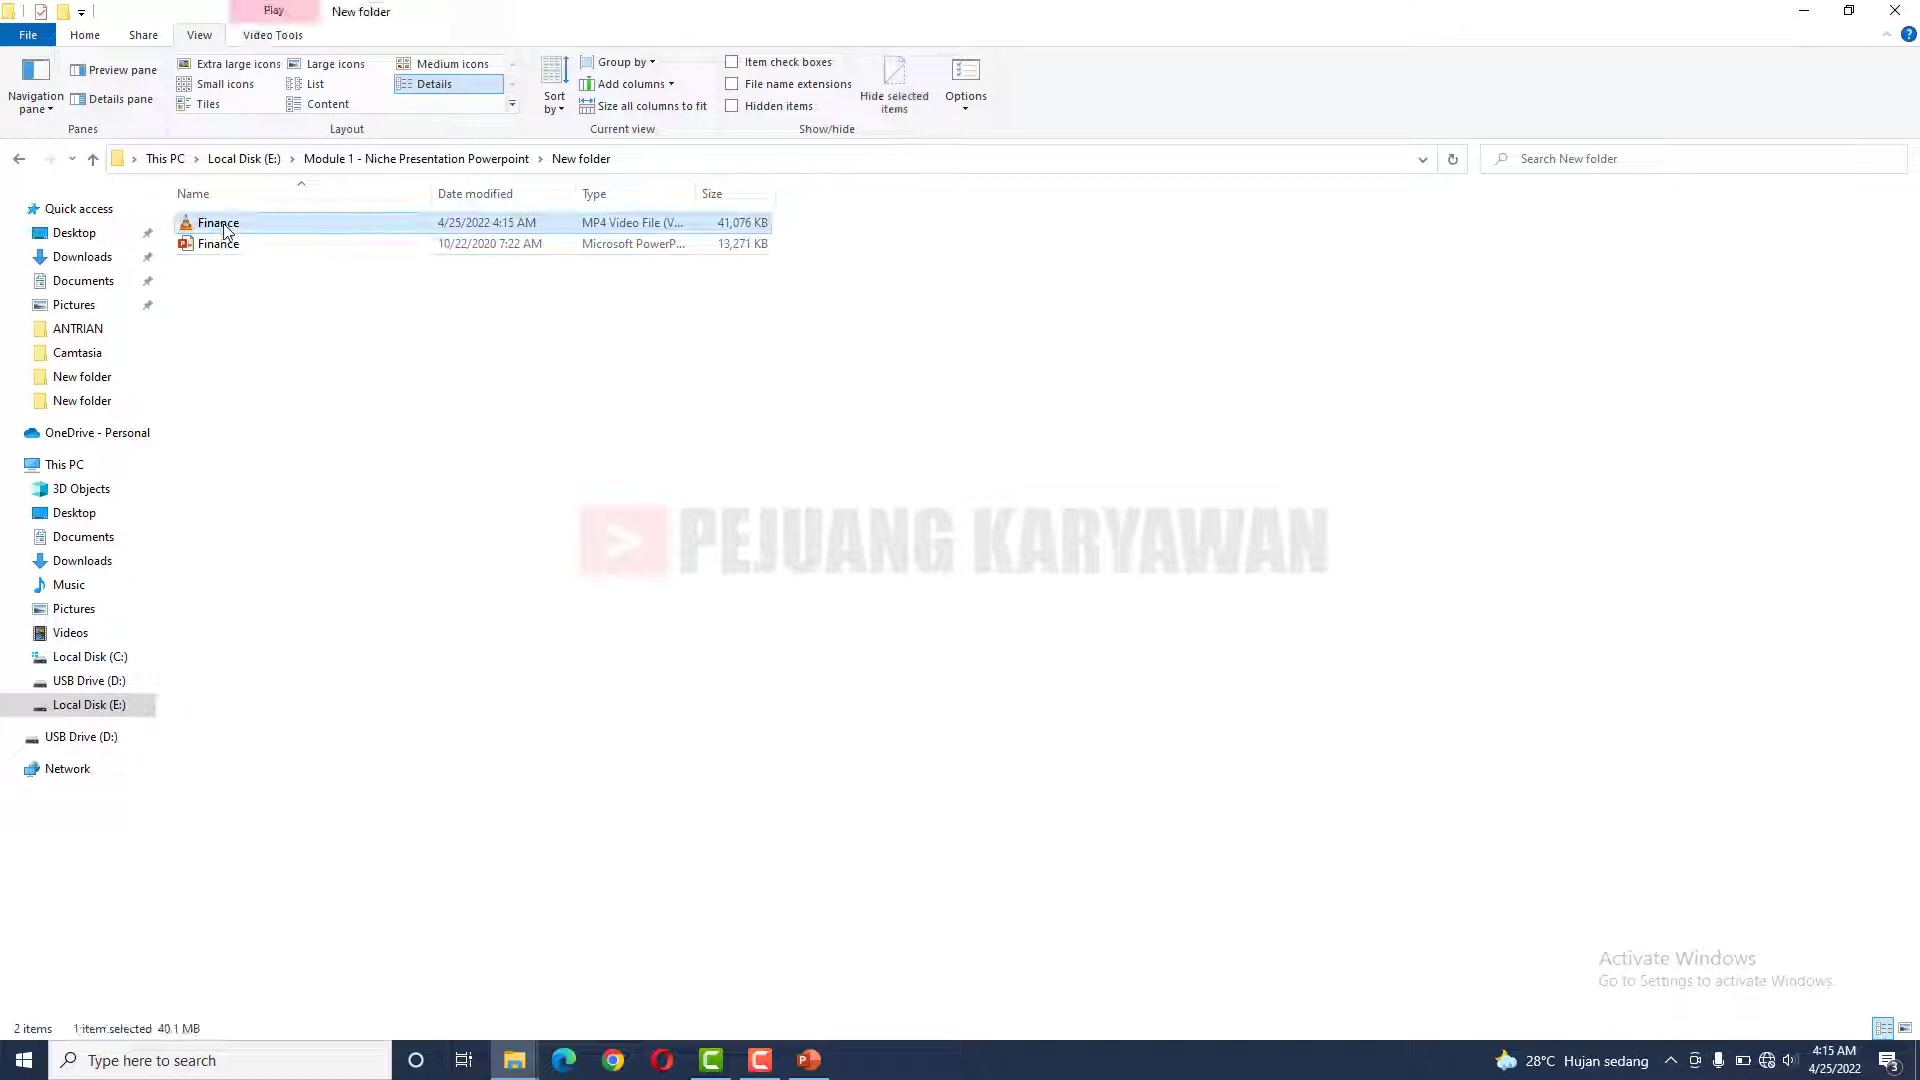 Play
New folder
File
Home
Share
View
Video Tools
Navigation pane
Preview pane
Details pane
Panes
Extra large icons
Large icons
Medium icons
Small icons
List
Details
Tiles
Content
Layout
Sort by
Group by
Add columns
Size all columns to fit
Current view
Item check boxes
File name extensions
Hidden items
Hide selected items
Options
Show/hide
This PC
Local Disk (E:)
Module 1 - Niche Presentation Powerpoint
New folder
Search New folder
Name
Date modified
Type
Size
Finance 4/25/2022 4:15 AM MP4 Video File (V... 41,076 KB
Finance 10/22/2020 7:22 AM Microsoft PowerP... 13,271 KB
Quick access
Desktop
Downloads
Documents
Pictures
ANTRIAN
Camtasia
New folder
New folder
OneDrive - Personal
This PC
3D Objects
Desktop
Documents
Downloads
Music
Pictures
Videos
Local Disk (C:)
USB Drive (D:)
Local Disk (E:)
USB Drive (D:)
Network
PEJUANG KARYAWAN
Activate Windows
Go to Settings to activate Windows.
2 items 1 item selected 40.1 MB
Type here to search
28°C Hujan sedang
4:15 AM
4/25/2022
3